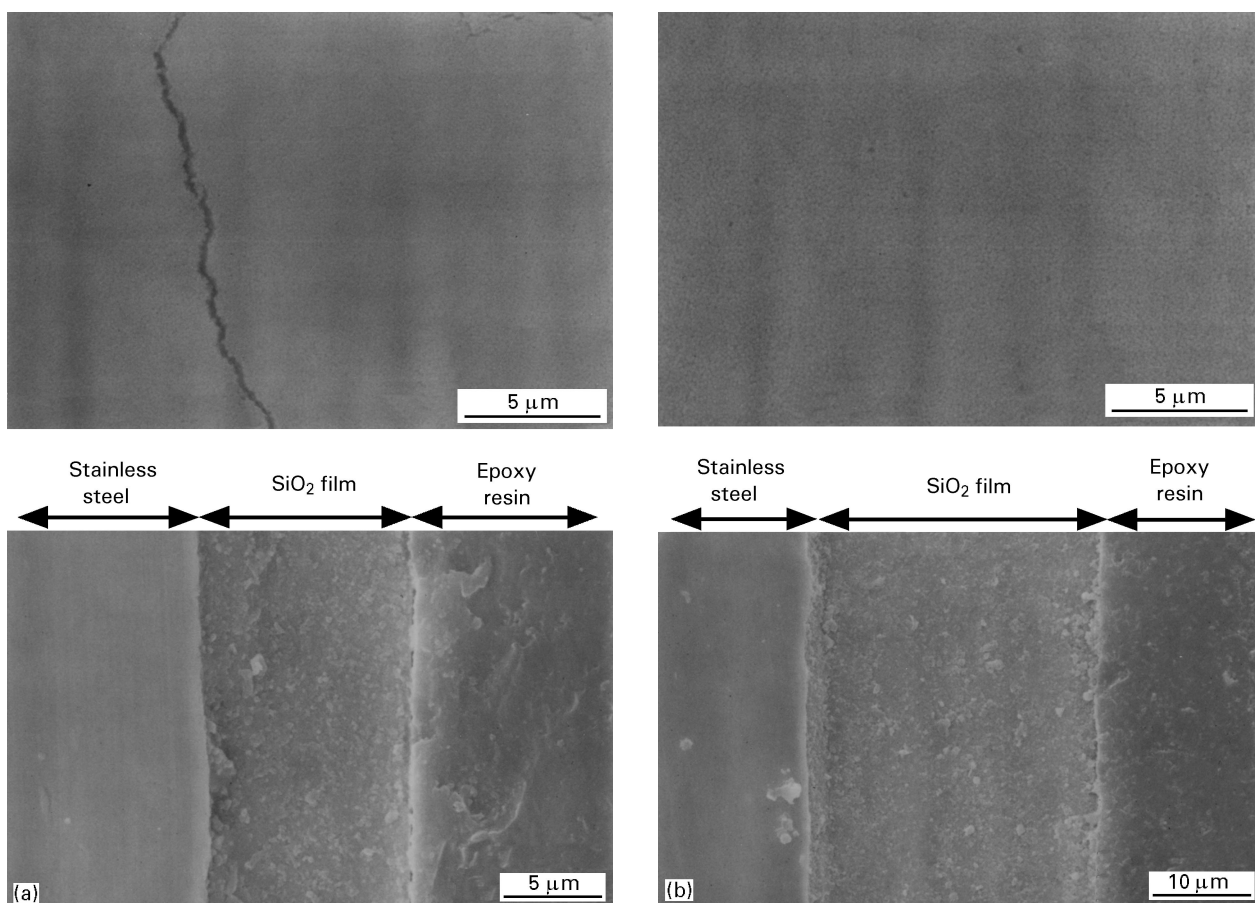 5 μm
5 μm
Stainless
steel
SiO₂ film
Epoxy
resin
Stainless
steel
SiO₂ film
Epoxy
resin
(a)
5 μm
(b)
10 μm